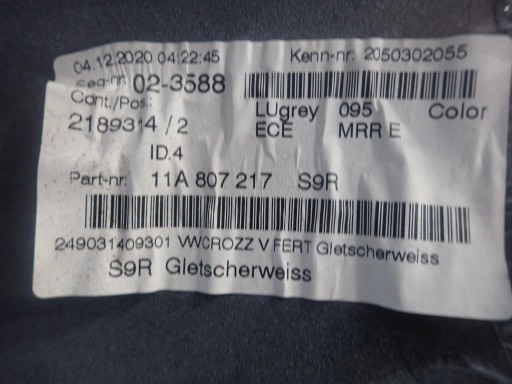 04.12.2020 04:22:45 Kenn-nr: 2050302055
Seq-nr: 02-3588
Cont./Pos.: LUgrey 095 Color
2189314 / 2 ECE MRR E
ID.4
Part-nr: 11A 807 217 S9R
249031409301 VWCROZZ V FERT Gletscherweiss
S9R Gletscherweiss